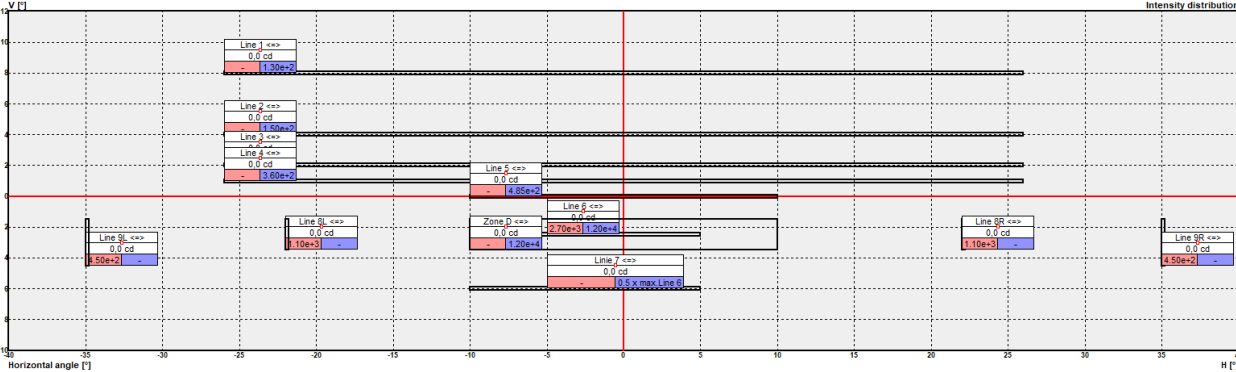 V [°] Intensity distribution
12
10
Line 1 <=>
0,0 cd
- 1.30e+2
8
6
Line 2 <=>
0,0 cd
- 1.50e+2
4
Line 3 <=>
Line 4 <=>
0,0 cd
- 3.60e+2
2
Line 5 <=>
0,0 cd
- 4.85e+2
0
Line 6 <=>
0,0 cd
2.70e+3 1.20e+4
Line 8L <=>
0,0 cd
1.10e+3 -
Zone D <=>
0,0 cd
- 1.20e+4
Line 8R <=>
0,0 cd
1.10e+3 -
2
Line 9L <=>
0,0 cd
4.50e+2 -
Line 9R <=>
0,0 cd
4.50e+2 -
4
Linie 7 <=>
0,0 cd
- 0.5 x max.Line 6
6
8
10
-40 -35 -30 -25 -20 -15 -10 -5 0 5 10 15 20 25 30 35
Horizontal angle [°] H [°